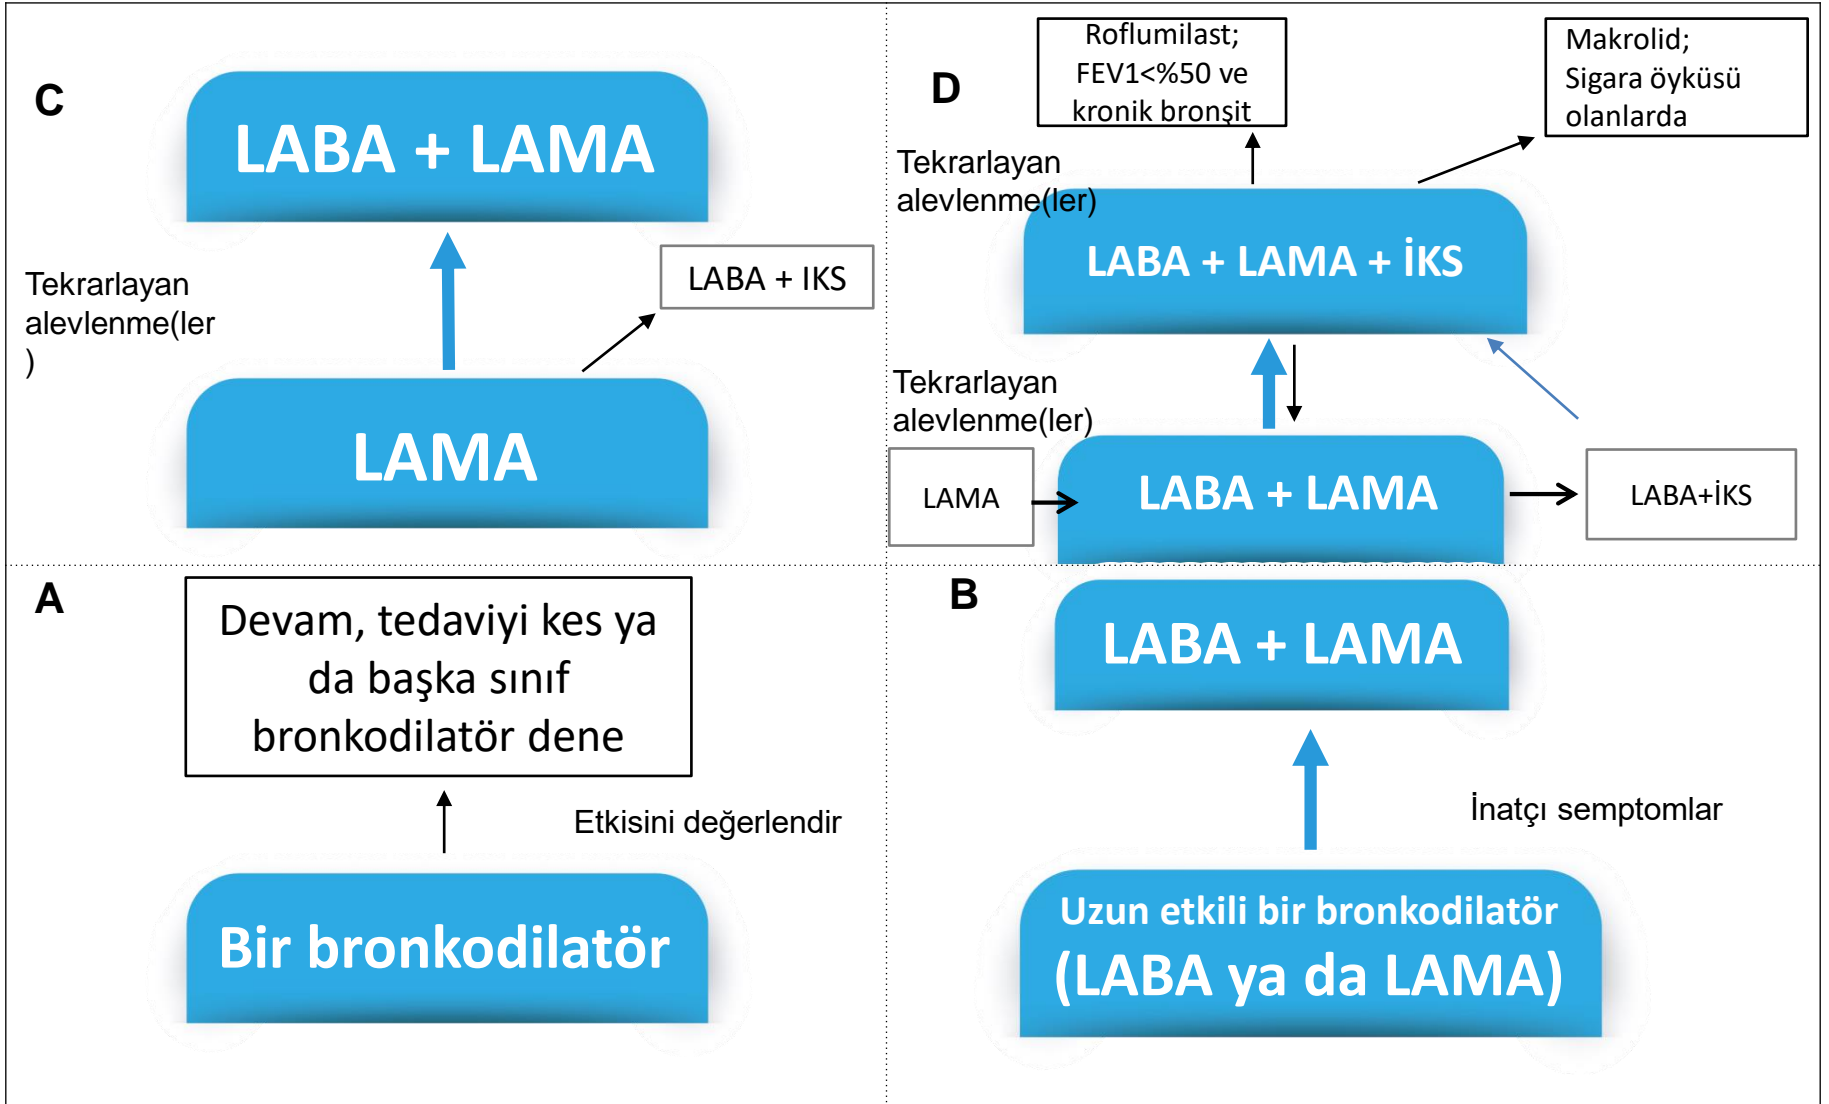 C
LABA + LAMA
Tekrarlayan
alevlenme(ler
)
LABA + IKS
LAMA
D
Roflumilast;
FEV1<%50 ve
kronik bronşit
Makrolid;
Sigara öyküsü
olanlarda
Tekrarlayan
alevlenme(ler)
LABA + LAMA + İKS
Tekrarlayan
alevlenme(ler)
LAMA
LABA + LAMA
LABA+İKS
A
Devam, tedaviyi kes ya
da başka sınıf
bronkodilatör dene
Etkisini değerlendir
Bir bronkodilatör
B
LABA + LAMA
İnatçı semptomlar
Uzun etkili bir bronkodilatör
(LABA ya da LAMA)